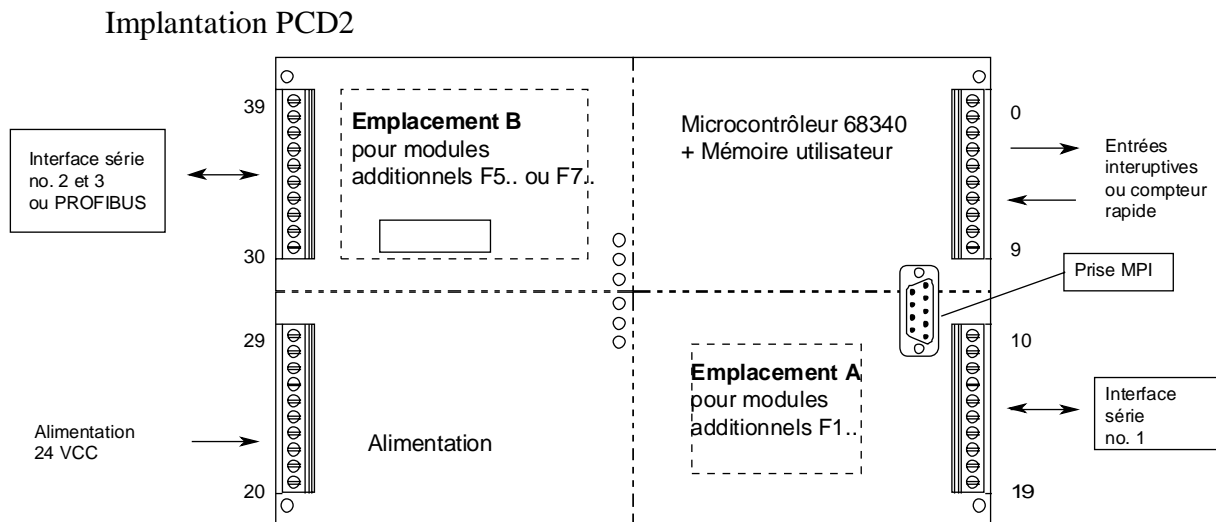 Implantation PCD2
39
Emplacement B
pour modules
additionnels F5.. ou F7..
Microcontrôleur 68340
+ Mémoire utilisateur
0
Interface série
no. 2 et 3
ou PROFIBUS
Entrées
interuptives
ou compteur
rapide
30
9
Prise MPI
29
10
Emplacement A
pour modules
additionnels F1..
Interface
série
no. 1
Alimentation
24 VCC
Alimentation
20
19